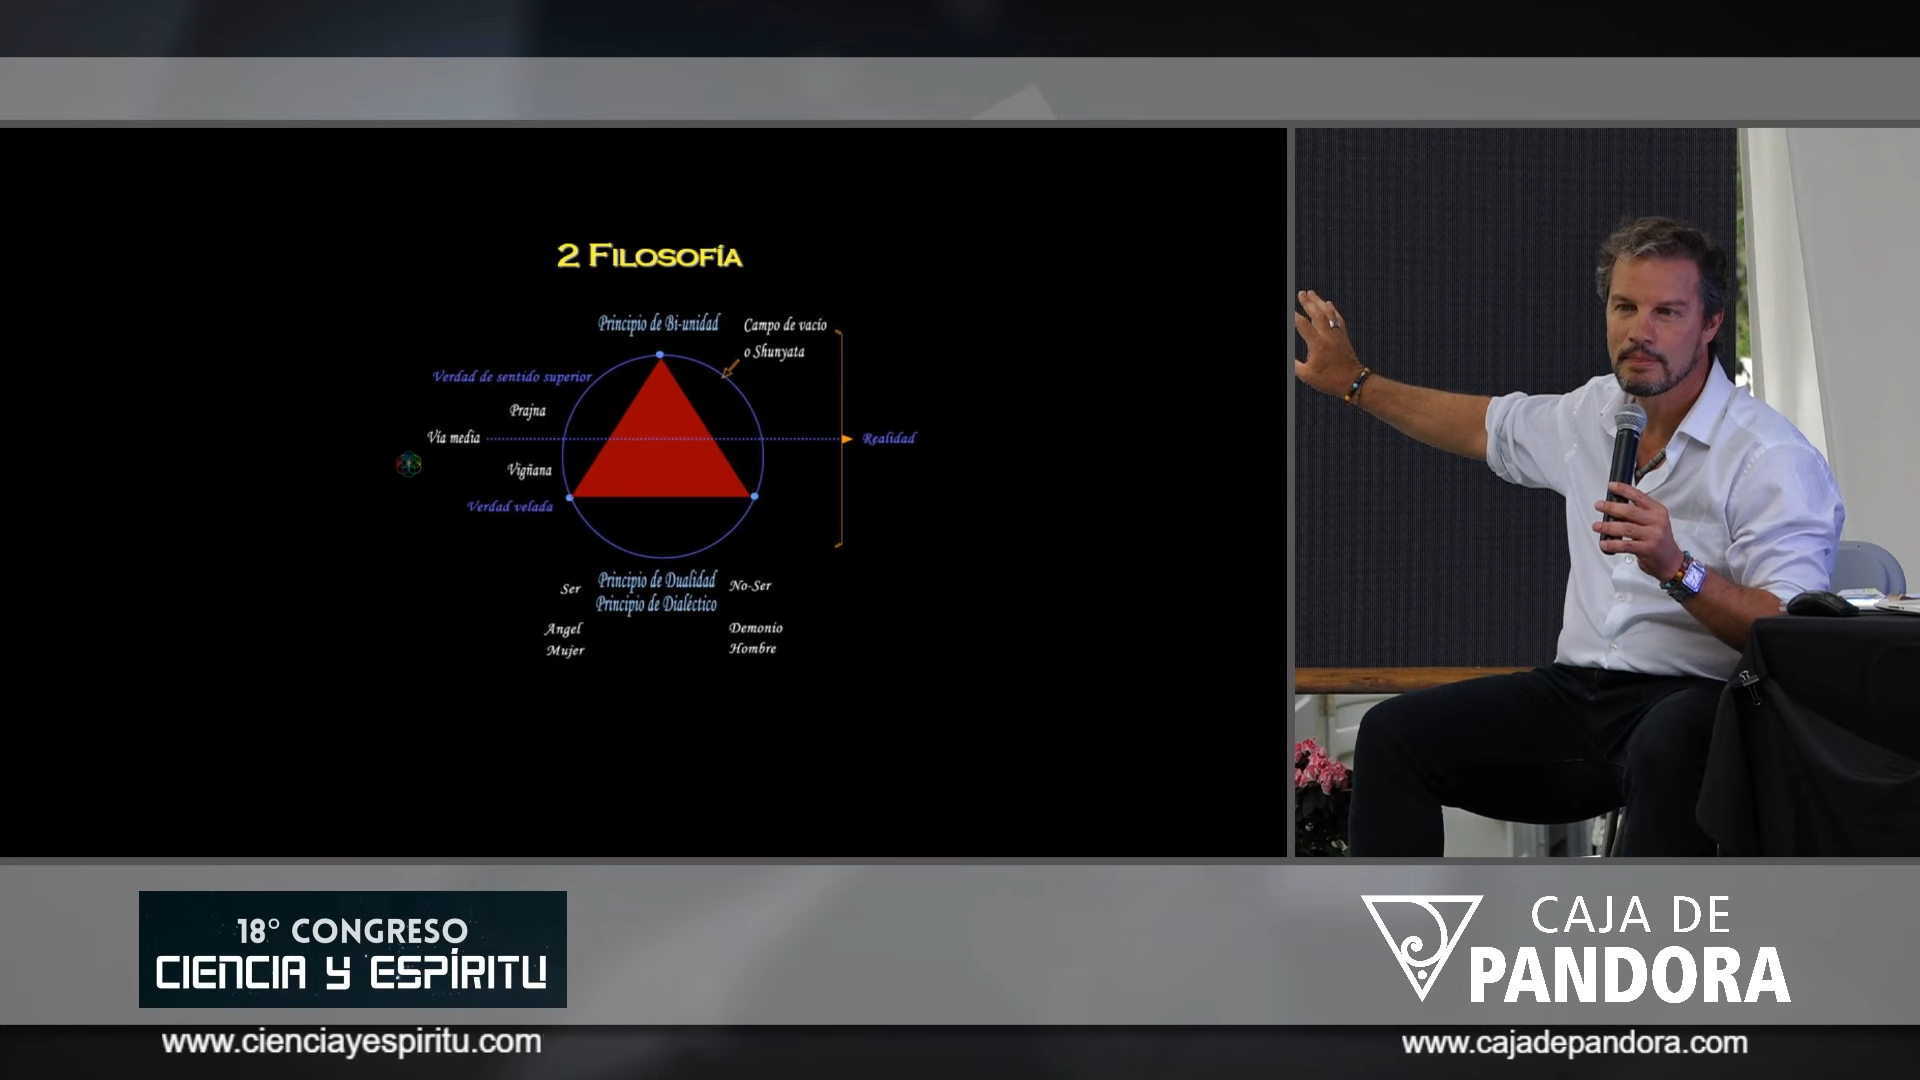 2 Filosofía
Principio de Bi-unidad
Campo de vacío
o Shunyata
Verdad de sentido superior
Prajna
Vía media
Realidad
Vigñana
Verdad velada
Ser
Principio de Dualidad
No-Ser
Principio de Dialéctico
Angel
Demonio
Mujer
Hombre
18° CONGRESO
CIENCIA Y ESPÍRITU
CAJA DE
PANDORA
www.cienciayespiritu.com
www.cajadepandora.com